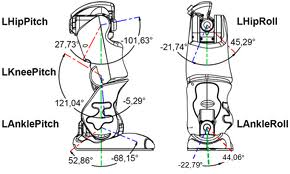 LHipPitch
27,73°
-101,63°
LKneePitch
121,04°
-5.29°
LAnklePitch
52,86°
-68,15°
LHipRoll
-21,74°
45,29°
LAnkleRoll
-22.79°
44,06°